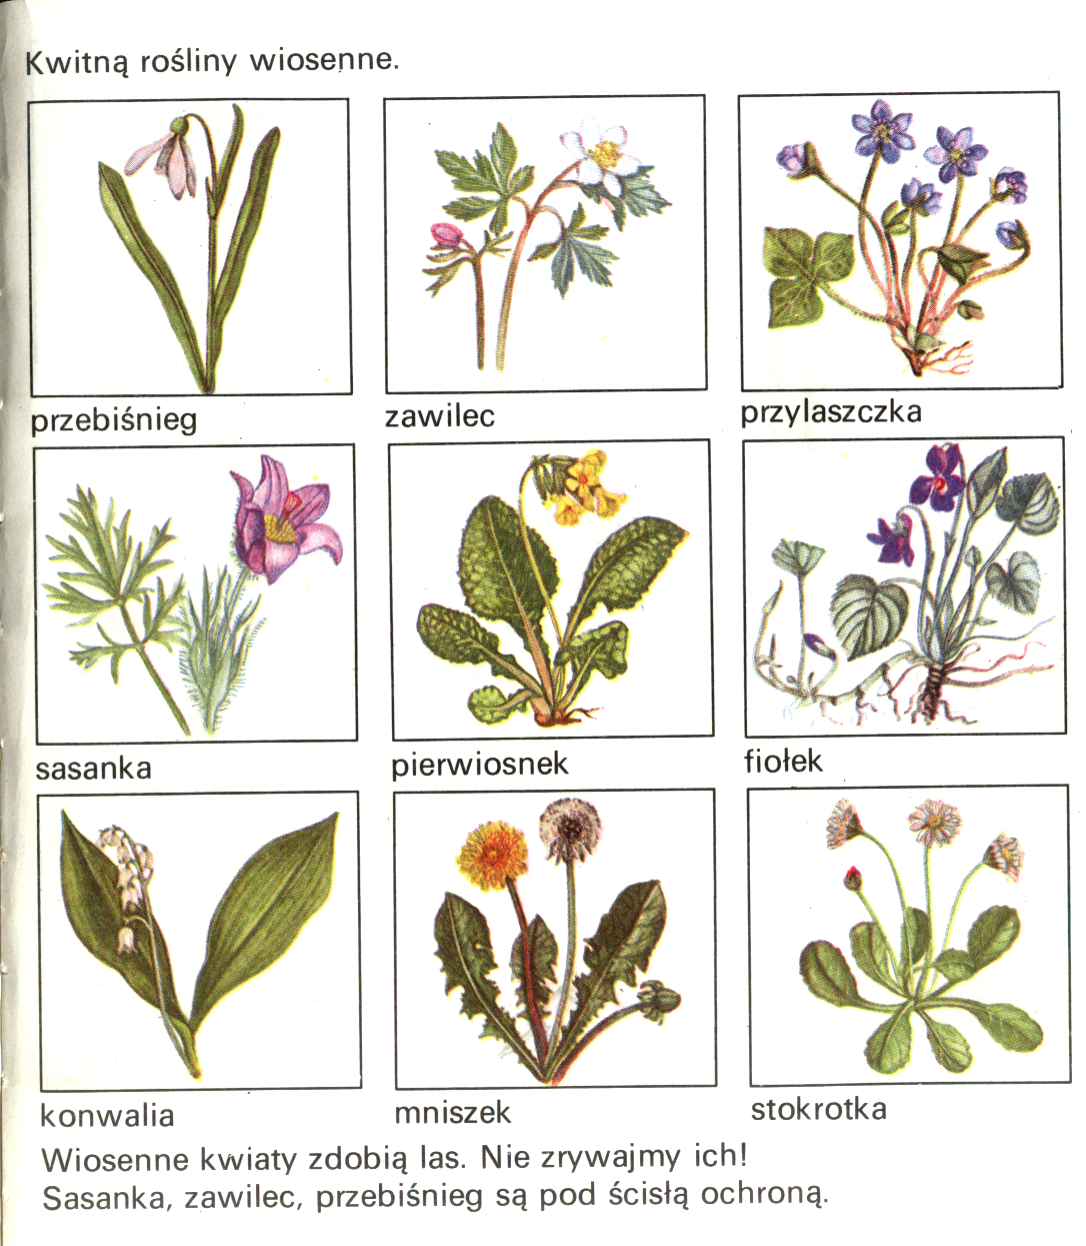 Kwitną rośliny wiosenne.
przebiśnieg zawilec przylaszczka
sasanka pierwiosnek fiołek
konwalia mniszek stokrotka
Wiosenne kwiaty zdobią las. Nie zrywajmy ich!
Sasanka, zawilec, przebiśnieg są pod ścisłą ochroną.